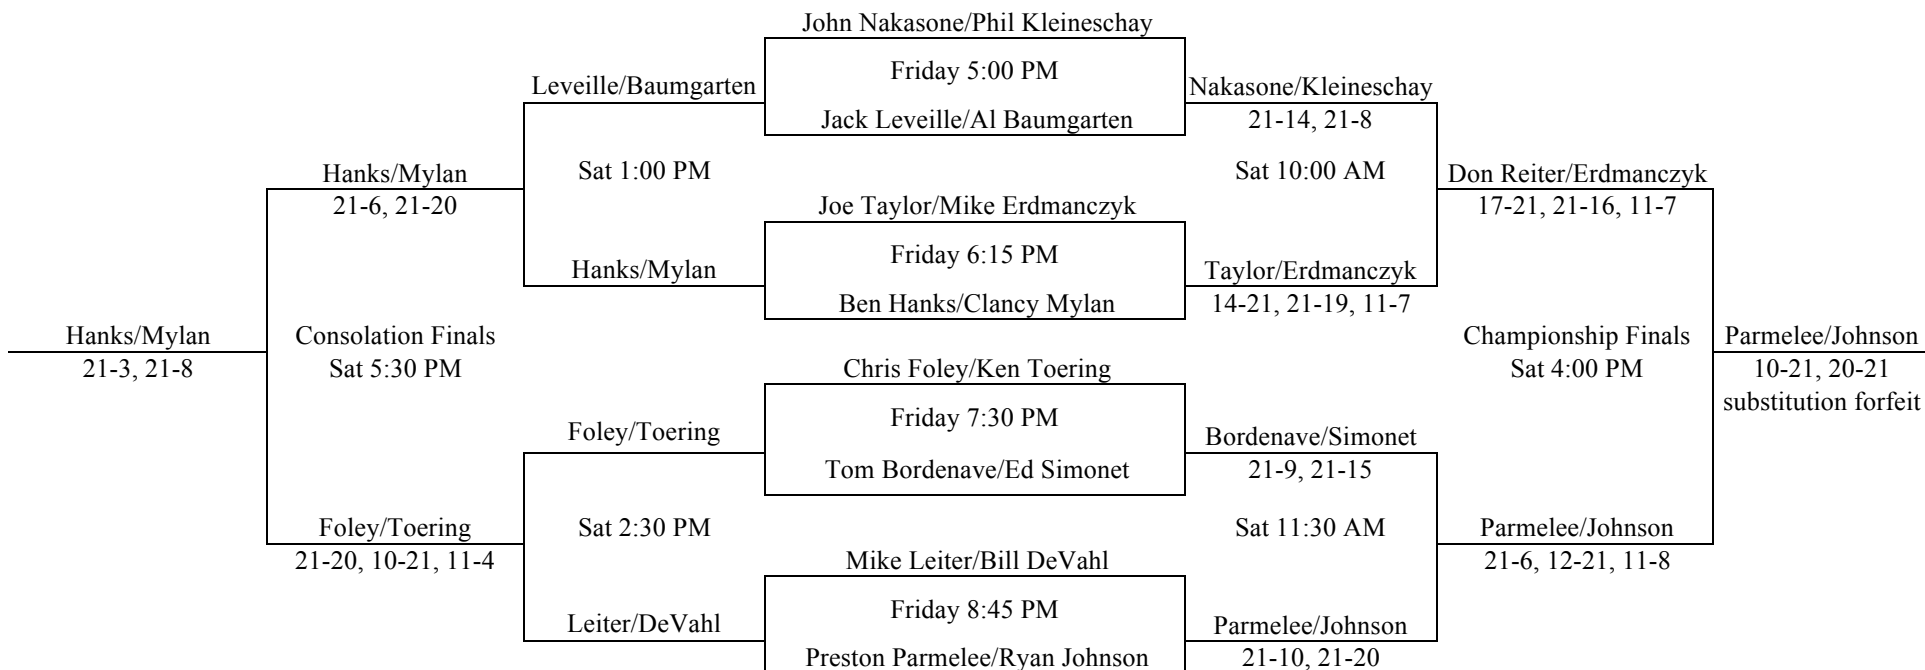 John Nakasone/Phil Kleineschay
Friday 5:00 PM
Leveille/Baumgarten
Nakasone/Kleineschay
Jack Leveille/Al Baumgarten
21-14, 21-8
Hanks/Mylan
21-6, 21-20
Sat 1:00 PM
Sat 10:00 AM
Don Reiter/Erdmanczyk
17-21, 21-16, 11-7
Joe Taylor/Mike Erdmanczyk
Friday 6:15 PM
Hanks/Mylan
Taylor/Erdmanczyk
Ben Hanks/Clancy Mylan
14-21, 21-19, 11-7
Hanks/Mylan
21-3, 21-8
Consolation Finals
Sat 5:30 PM
Championship Finals
Sat 4:00 PM
Parmelee/Johnson
10-21, 20-21
substitution forfeit
Chris Foley/Ken Toering
Friday 7:30 PM
Foley/Toering
Bordenave/Simonet
Tom Bordenave/Ed Simonet
21-9, 21-15
Foley/Toering
21-20, 10-21, 11-4
Sat 2:30 PM
Sat 11:30 AM
Parmelee/Johnson
21-6, 12-21, 11-8
Mike Leiter/Bill DeVahl
Friday 8:45 PM
Leiter/DeVahl
Parmelee/Johnson
Preston Parmelee/Ryan Johnson
21-10, 21-20